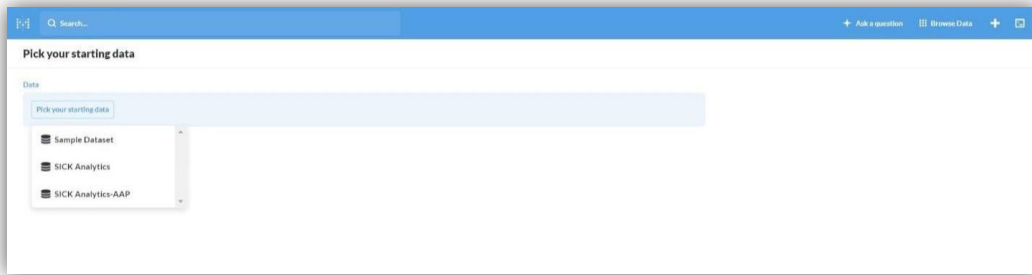 Search...
Ask a question
Browse Data
Pick your starting data
Data
Pick your starting data
Sample Dataset
SICK Analytics
SICK Analytics-AAP